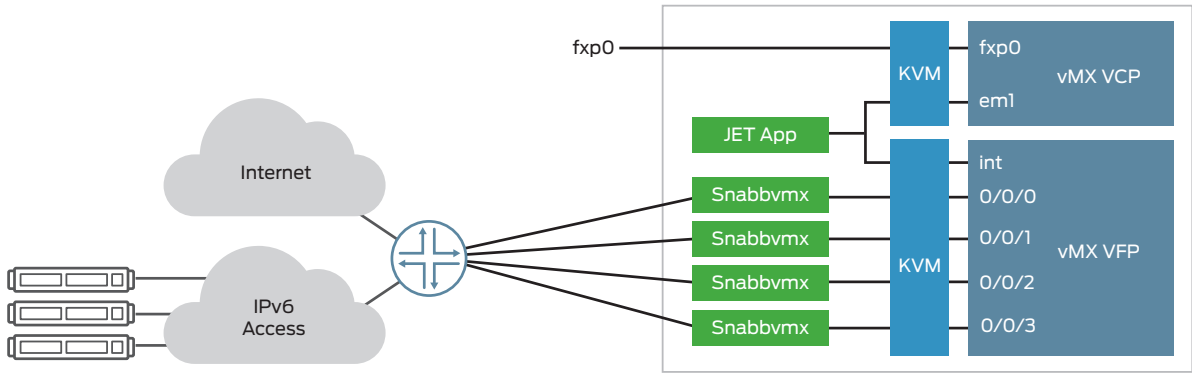 fxp0
KVM
fxp0
vMX VCP
em1
JET App
Internet
int
Snabbvmx
0/0/0
Snabbvmx
0/0/1
KVM
vMX VFP
Snabbvmx
0/0/2
IPv6
Access
Snabbvmx
0/0/3